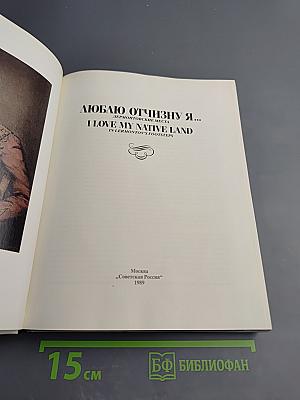 ЛЮБЛЮ ОТЧИЗНУ Я...
ЛЕРМОНТОВСКИЕ МЕСТА
I LOVE MY NATIVE LAND
IN LERMONTOV'S FOOTSTEPS
Москва
„Советская Россия"
1989
15 см
БФ БИБЛИОФАН